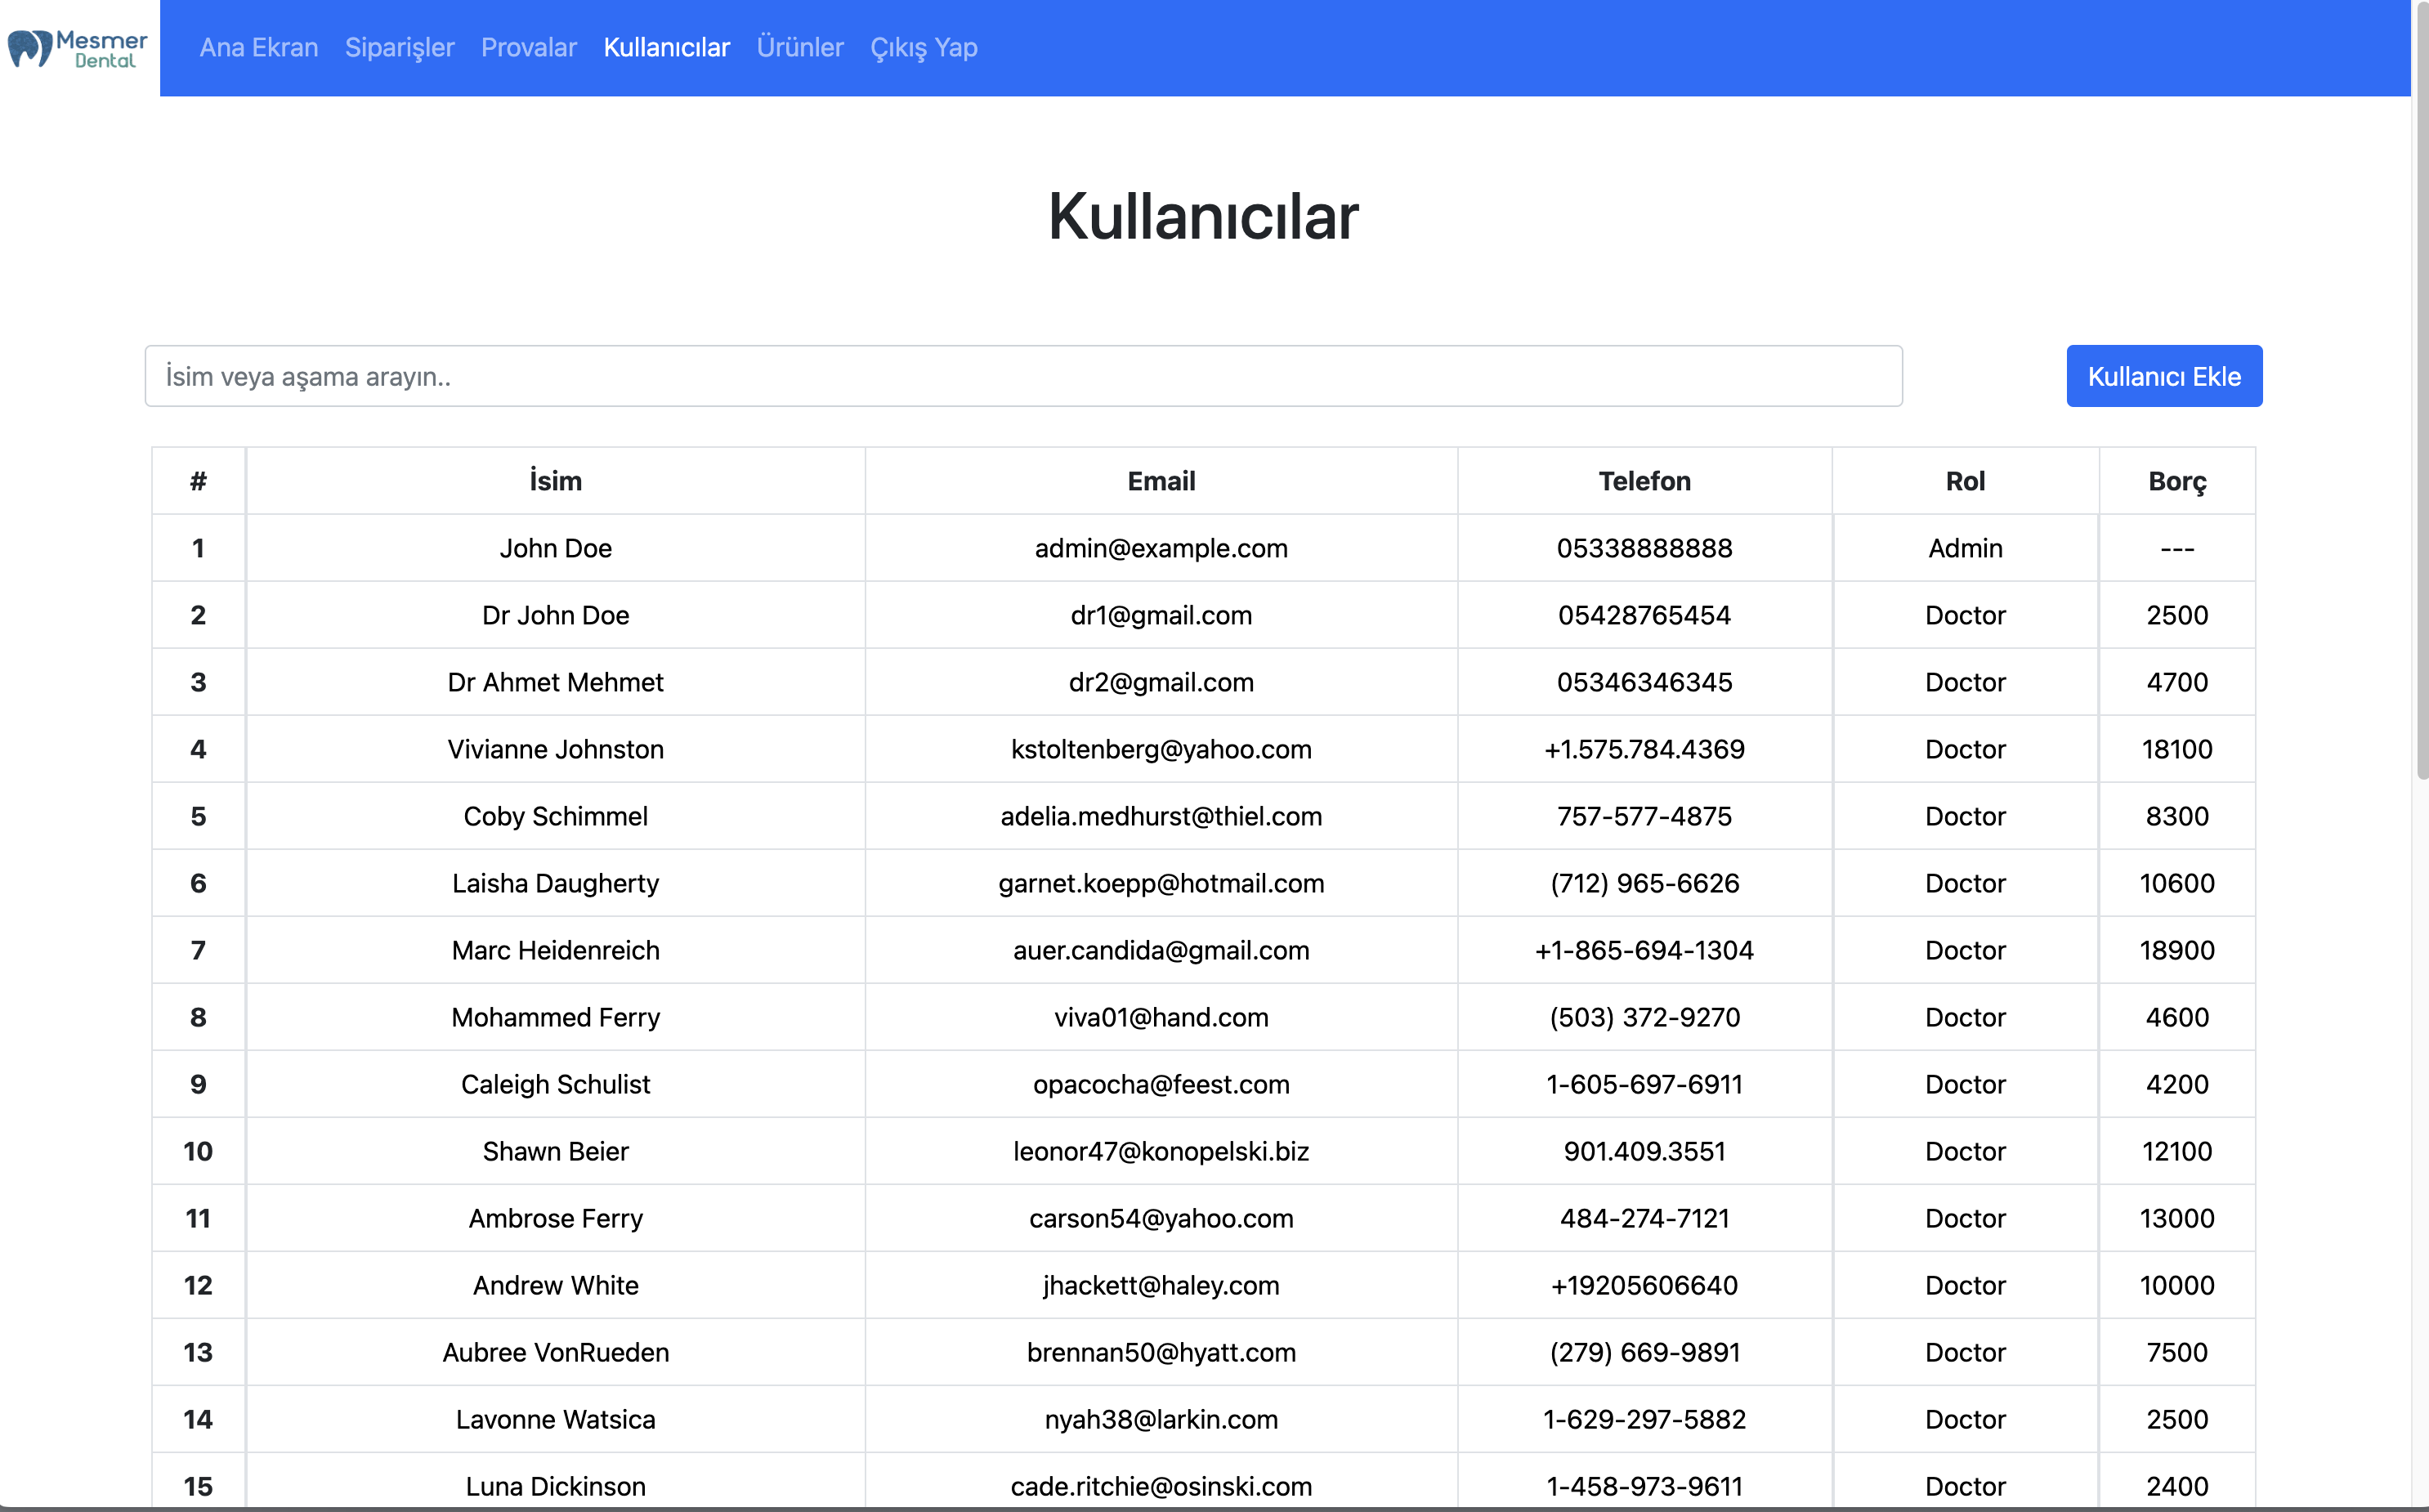 Mesmer
Dental
Ana Ekran Siparişler Provalar Kullanıcılar Ürünler Çıkış Yap
Kullanıcılar
İsim veya aşama arayın.. Kullanıcı Ekle
# İsim Email Telefon Rol Borç
1 John Doe admin@example.com 05338888888 Admin ---
2 Dr John Doe dr1@gmail.com 05428765454 Doctor 2500
3 Dr Ahmet Mehmet dr2@gmail.com 05346346345 Doctor 4700
4 Vivianne Johnston kstoltenberg@yahoo.com +1.575.784.4369 Doctor 18100
5 Coby Schimmel adelia.medhurst@thiel.com 757-577-4875 Doctor 8300
6 Laisha Daugherty garnet.koepp@hotmail.com (712) 965-6626 Doctor 10600
7 Marc Heidenreich auer.candida@gmail.com +1-865-694-1304 Doctor 18900
8 Mohammed Ferry viva01@hand.com (503) 372-9270 Doctor 4600
9 Caleigh Schulist opacocha@feest.com 1-605-697-6911 Doctor 4200
10 Shawn Beier leonor47@konopelski.biz 901.409.3551 Doctor 12100
11 Ambrose Ferry carson54@yahoo.com 484-274-7121 Doctor 13000
12 Andrew White jhackett@haley.com +19205606640 Doctor 10000
13 Aubree VonRueden brennan50@hyatt.com (279) 669-9891 Doctor 7500
14 Lavonne Watsica nyah38@larkin.com 1-629-297-5882 Doctor 2500
15 Luna Dickinson cade.ritchie@osinski.com 1-458-973-9611 Doctor 2400